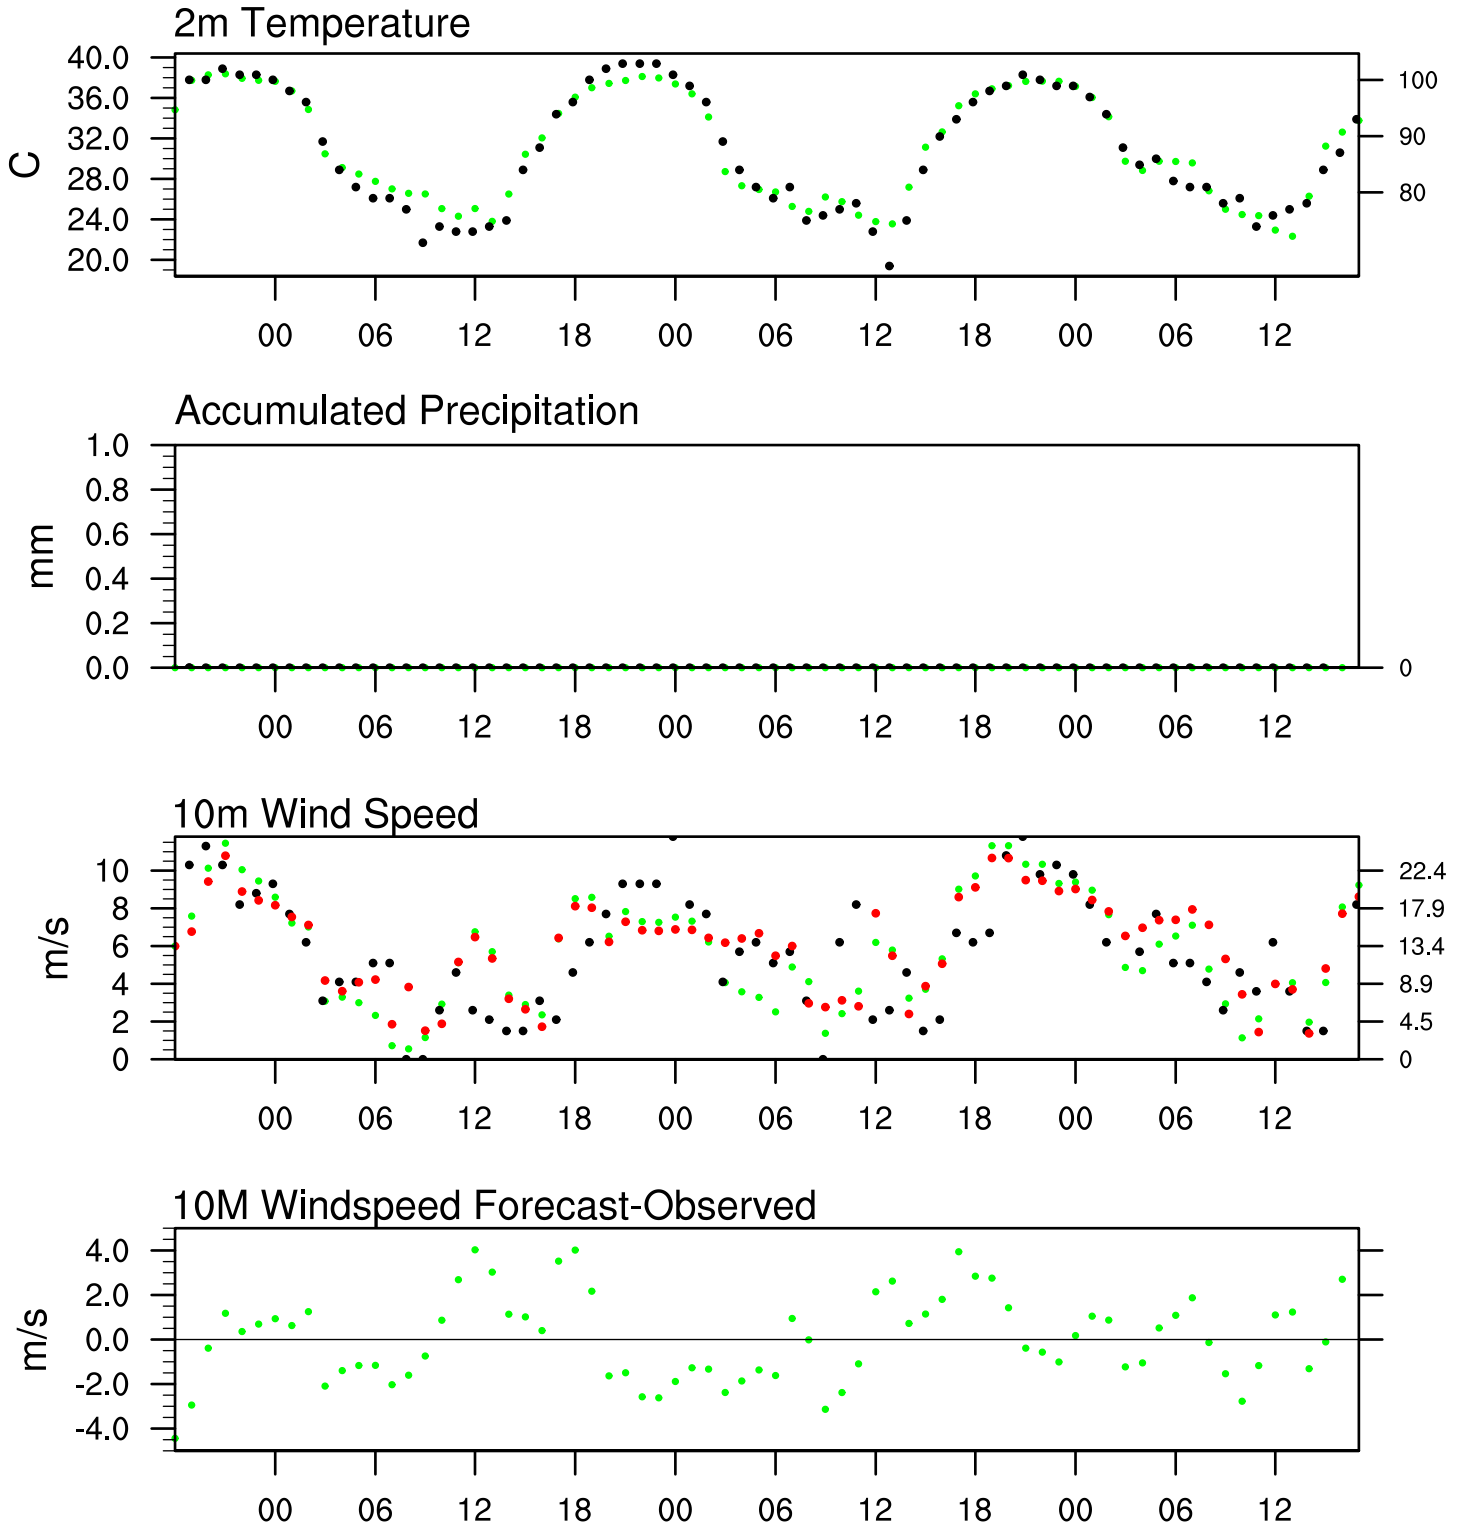 2m Temperature
40.0
36.0
32.0
28.0
24.0
20.0
C
100
90
80
00 06 12 18 00 06 12 18 00 06 12
Accumulated Precipitation
1.0
0.8
0.6
0.4
0.2
0.0
mm
0
00 06 12 18 00 06 12 18 00 06 12
10m Wind Speed
10
8
6
4
2
0
m/s
22.4
17.9
13.4
8.9
4.5
0
00 06 12 18 00 06 12 18 00 06 12
10M Windspeed Forecast-Observed
4.0
2.0
0.0
-2.0
-4.0
m/s
00 06 12 18 00 06 12 18 00 06 12